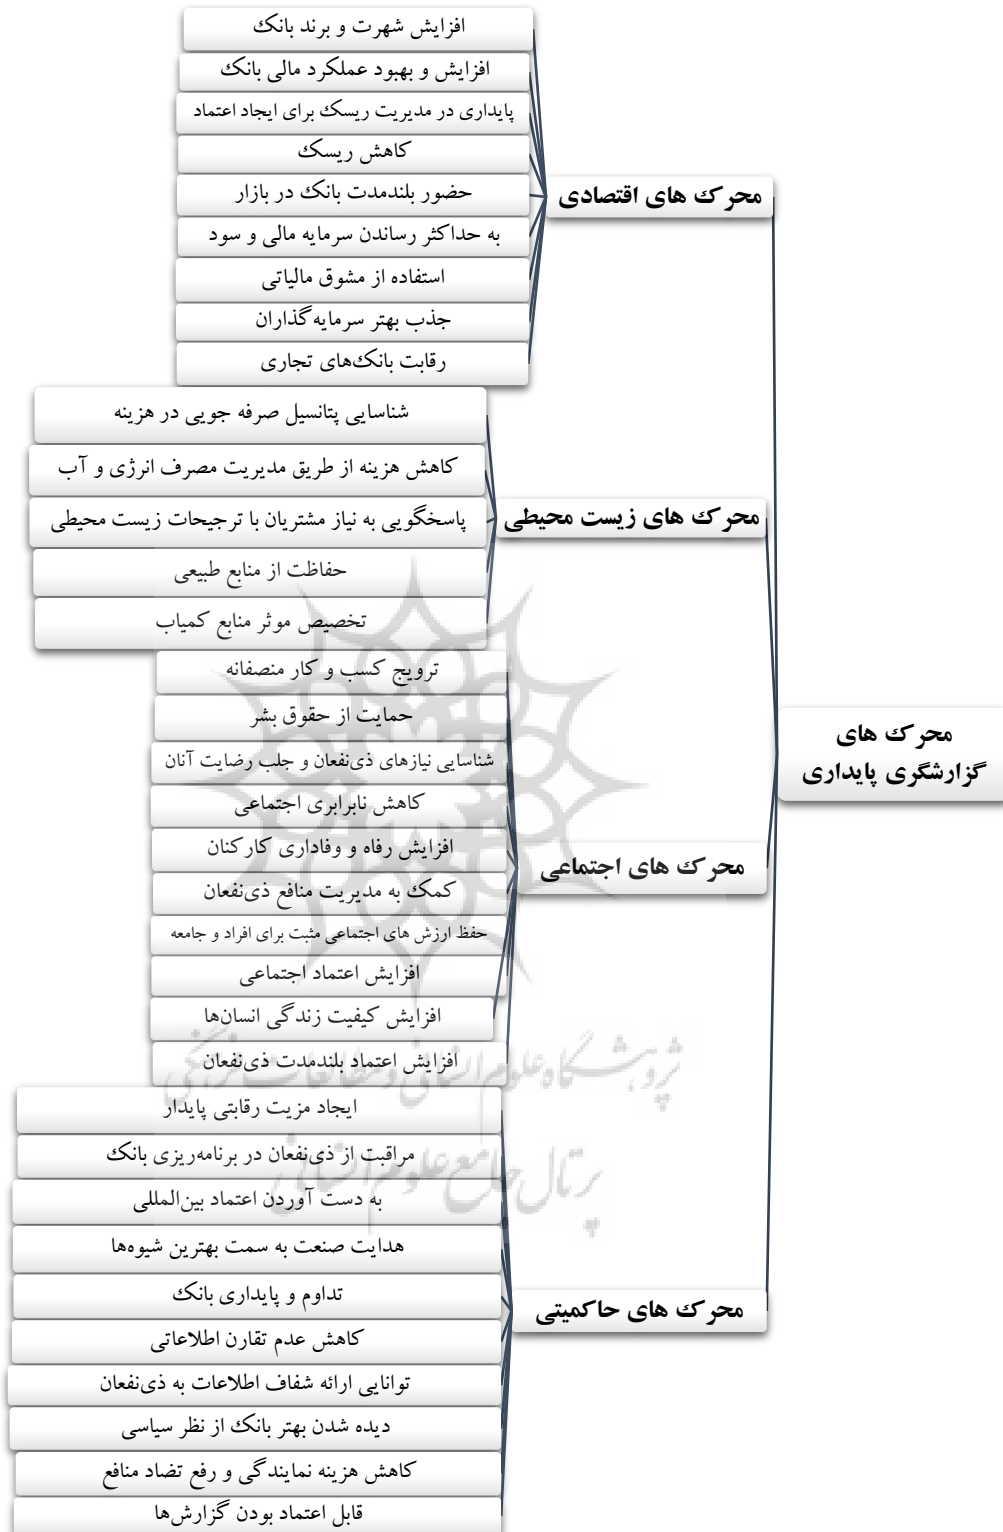 محرک های
گزارشگری پایداری
محرک های اقتصادی
افزایش شهرت و برند بانک
افزایش و بهبود عملکرد مالی بانک
پایداری در مدیریت ریسک برای ایجاد اعتماد
کاهش ریسک
حضور بلندمدت بانک در بازار
به حداکثر رساندن سرمایه مالی و سود
استفاده از مشوق مالیاتی
جذب بهتر سرمایه‌گذاران
رقابت بانک‌های تجاری
محرک های زیست محیطی
شناسایی پتانسیل صرفه جویی در هزینه
کاهش هزینه از طریق مدیریت مصرف انرژی و آب
پاسخگویی به نیاز مشتریان با ترجیحات زیست محیطی
حفاظت از منابع طبیعی
تخصیص موثر منابع کمیاب
محرک های اجتماعی
ترویج کسب و کار منصفانه
حمایت از حقوق بشر
شناسایی نیازهای ذی‌نفعان و جلب رضایت آنان
کاهش نابرابری اجتماعی
افزایش رفاه و وفاداری کارکنان
کمک به مدیریت منافع ذی‌نفعان
حفظ ارزش های اجتماعی مثبت برای افراد و جامعه
افزایش اعتماد اجتماعی
افزایش کیفیت زندگی انسان‌ها
افزایش اعتماد بلندمدت ذی‌نفعان
محرک های حاکمیتی
ایجاد مزیت رقابتی پایدار
مراقبت از ذی‌نفعان در برنامه‌ریزی بانک
به دست آوردن اعتماد بین‌المللی
هدایت صنعت به سمت بهترین شیوه‌ها
تداوم و پایداری بانک
کاهش عدم تقارن اطلاعاتی
توانایی ارائه شفاف اطلاعات به ذی‌نفعان
دیده شدن بهتر بانک از نظر سیاسی
کاهش هزینه نمایندگی و رفع تضاد منافع
قابل اعتماد بودن گزارش‌ها
پژوهشگاه علوم انسانی و مطالعات فرهنگی
پرتال جامع علوم انسانی